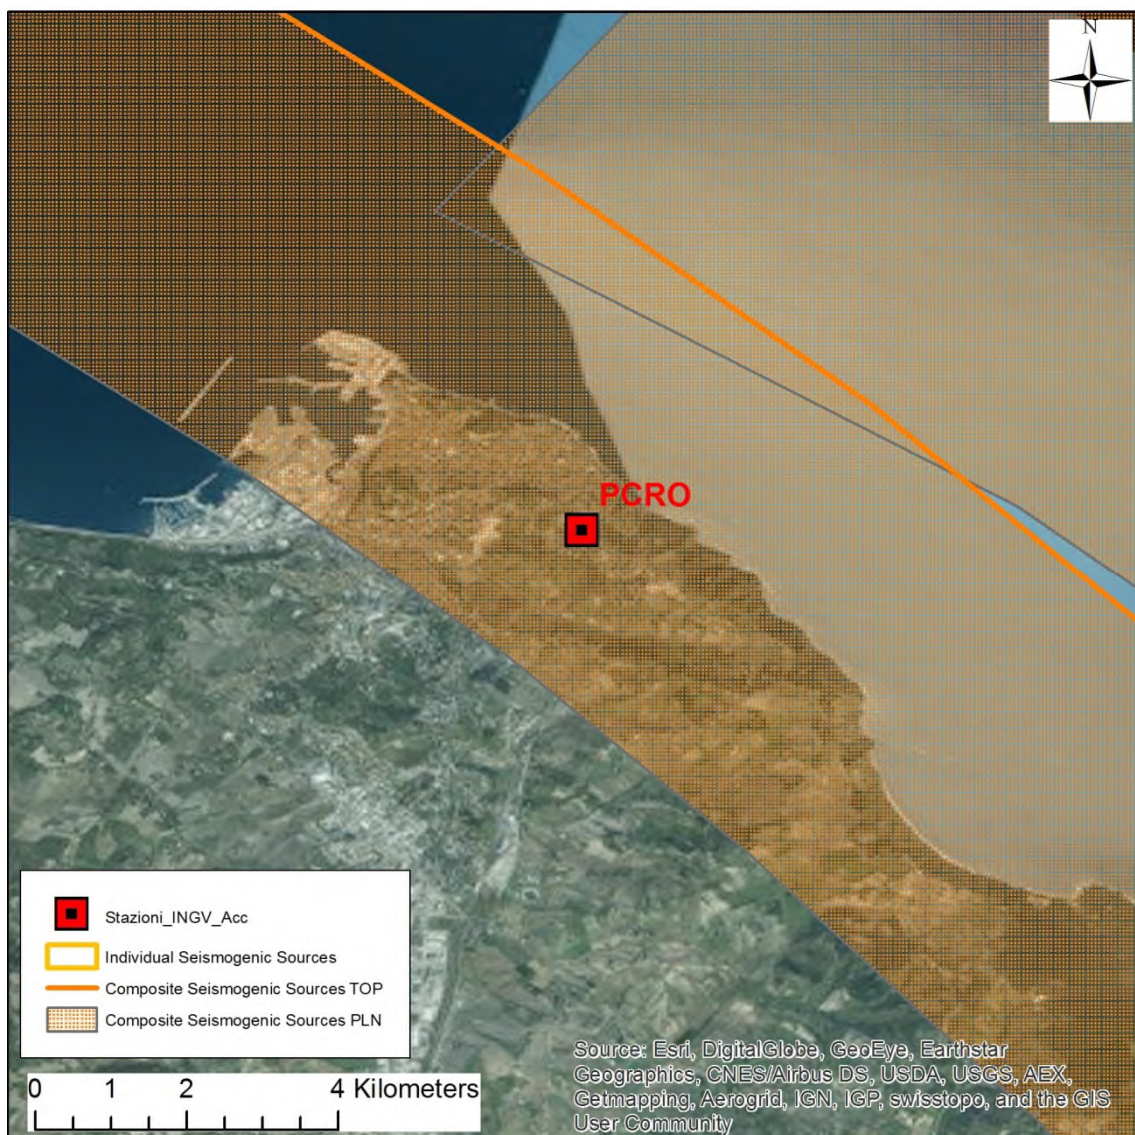 N
PCRO
Stazioni_INGV_Acc
Individual Seismogenic Sources
Composite Seismogenic Sources TOP
Composite Seismogenic Sources PLN
0 1 2 4 Kilometers
Source: Esri, DigitalGlobe, GeoEye, Earthstar
Geographics, CNES/Airbus DS, USDA, USGS, AEX,
Getmapping, Aerogrid, IGN, IGP, swisstopo, and the GIS
User Community